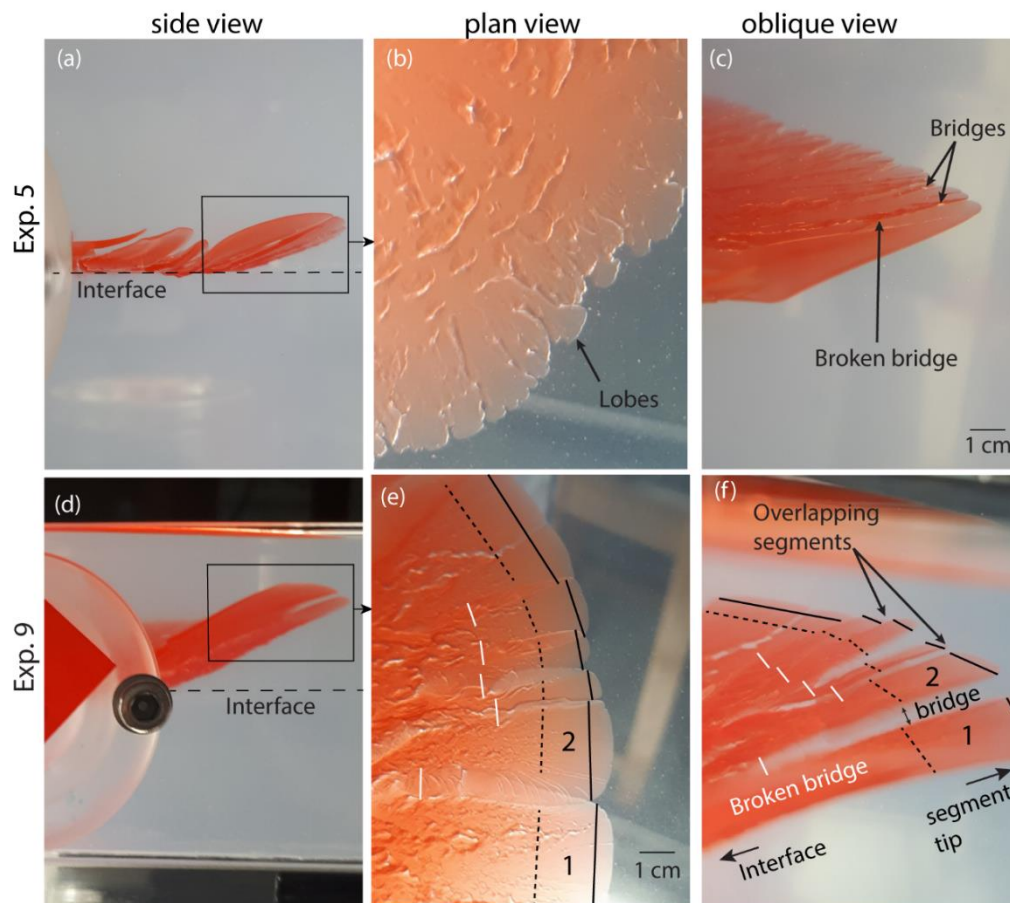 side view
plan view
oblique view
Exp. 5
(a)
Interface
(b)
Lobes
(c)
Bridges
Broken bridge
1 cm
Exp. 9
(d)
Interface
(e)
2
1
1 cm
(f)
Overlapping
segments
2
bridge
1
Broken bridge
segment
tip
Interface